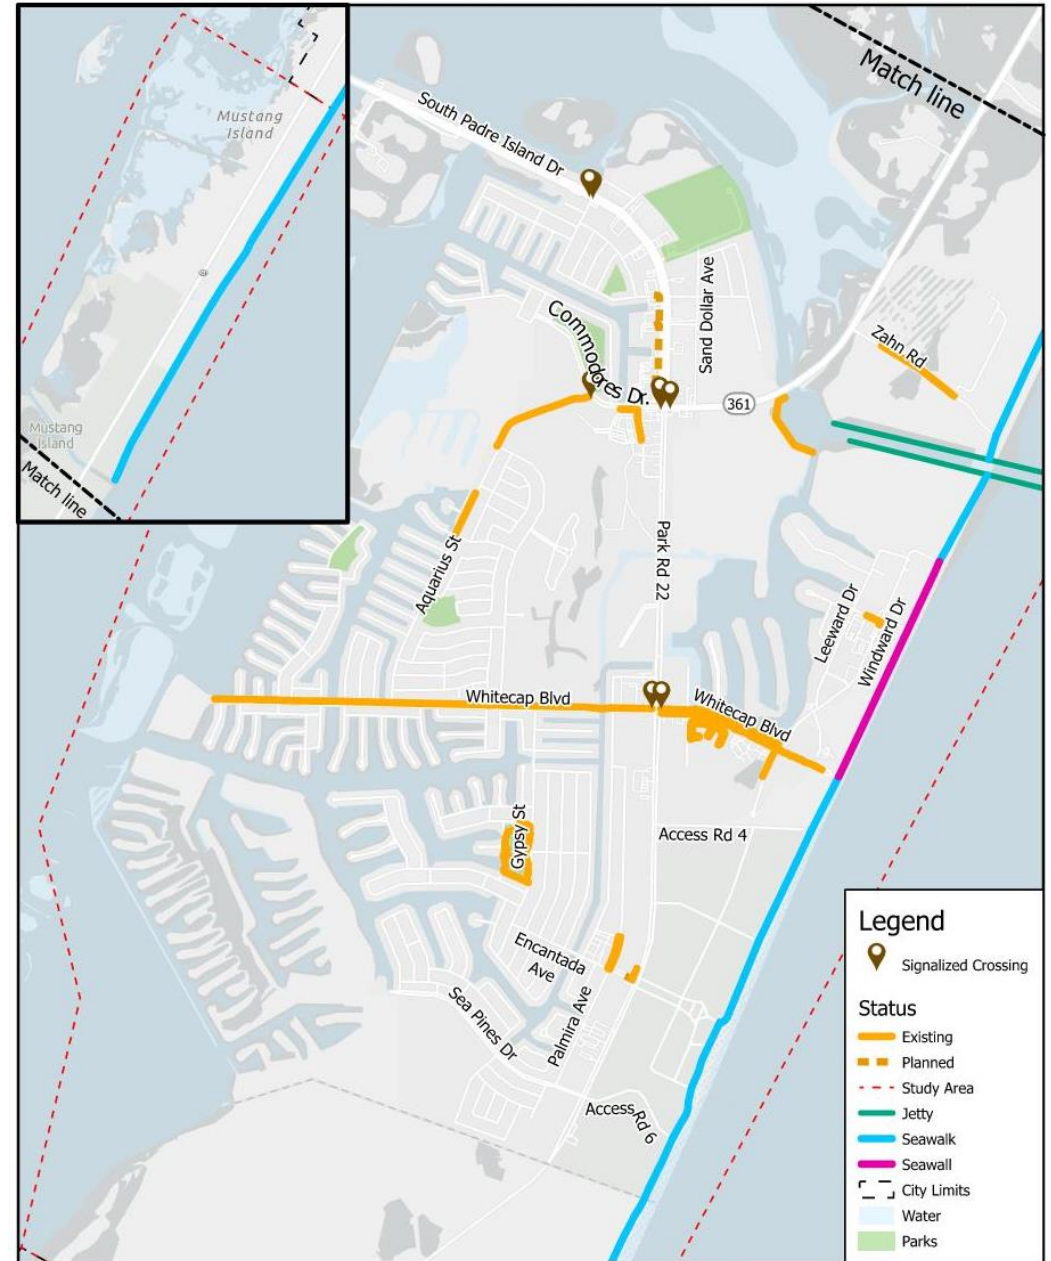 Mustang
Island
Mustang
Island
Match line
Match line
South Padre Island Dr
Sand Dollar Ave
Commodores Dr.
361
Zahn Rd
Park Rd 22
Aquarius St
Leeward Dr
Windward Dr
Whitecap Blvd
Whitecap Blvd
Gypsy St
Access Rd 4
Encantada
Ave
Sea Pines Dr
Palmira Ave
Access Rd 6
Legend
Signalized Crossing
Status
Existing
Planned
Study Area
Jetty
Seawalk
Seawall
City Limits
Water
Parks